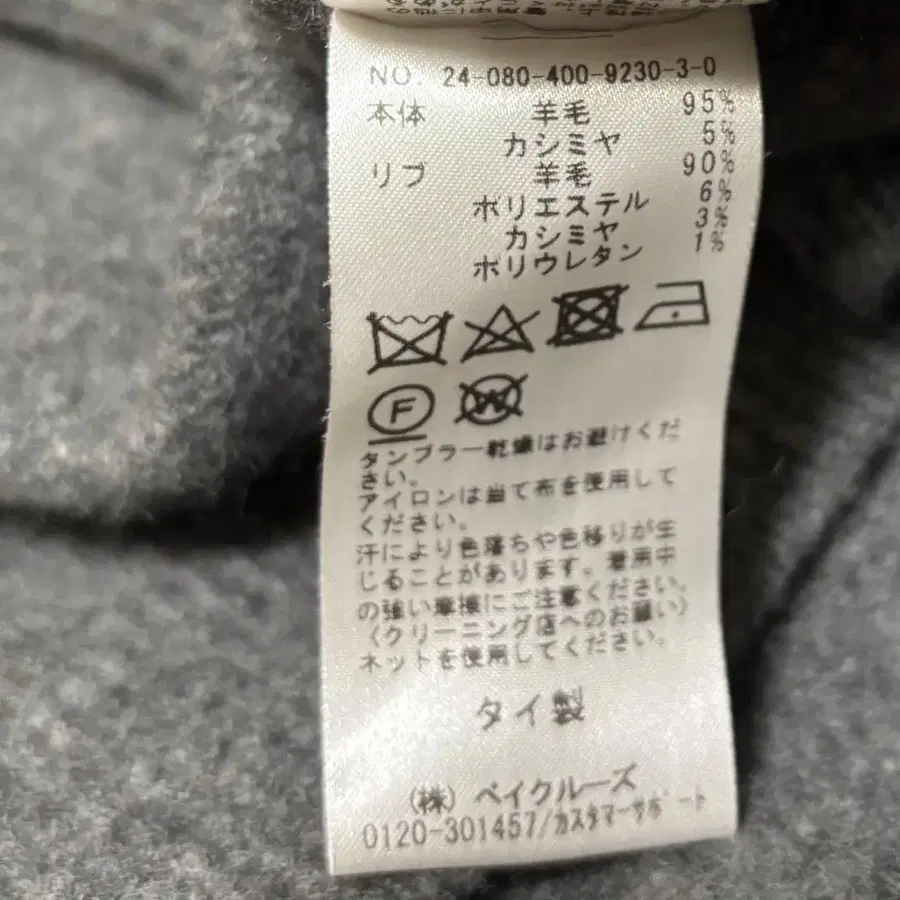 NO. 24-080-400-9230-3-0
本体 羊毛 95%
カシミヤ 5%
リブ 羊毛 90%
ポリエステル 6%
カシミヤ 3%
ポリウレタン 1%
F W
タンブラー乾燥はお避けくだ
さい。
アイロンは当て布を使用して
ください。
汗により色落ちや色移りが生
じることがあります。着用中
の強い摩擦にご注意ください。
〈クリーニング店へのお願い〉
ネットを使用してください。
タイ製
(株) ベイクルーズ
0120-301457/カスタマーサポート